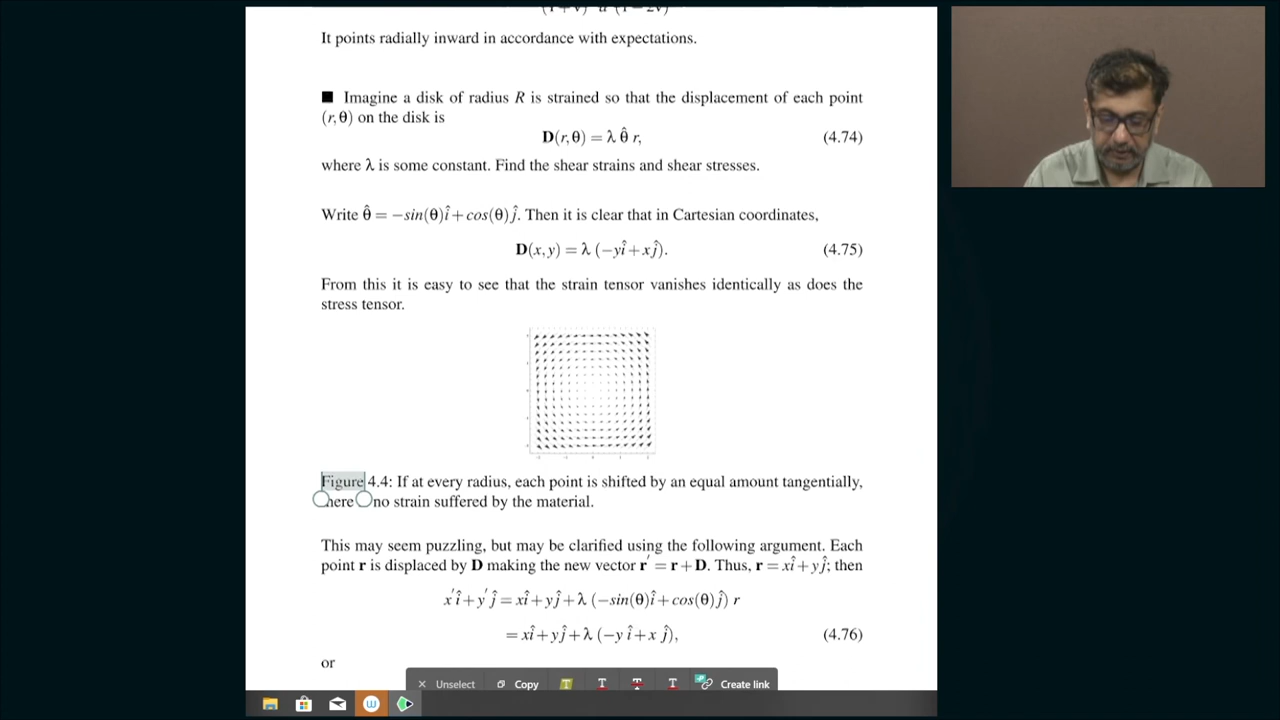 It points radially inward in accordance with expectations.
■ Imagine a disk of radius R is strained so that the displacement of each point
(r,θ) on the disk is
D(r,θ) = λ θ̂ r, (4.74)
where λ is some constant. Find the shear strains and shear stresses.
Write θ̂ = −sin(θ)î + cos(θ)ĵ. Then it is clear that in Cartesian coordinates,
D(x,y) = λ (−yî + xĵ). (4.75)
From this it is easy to see that the strain tensor vanishes identically as does the
stress tensor.
Figure 4.4: If at every radius, each point is shifted by an equal amount tangentially,
no strain suffered by the material.
This may seem puzzling, but may be clarified using the following argument. Each
point r is displaced by D making the new vector r′ = r + D. Thus, r = xî + yĵ; then
x′î + y′ĵ = xî + yĵ + λ (−sin(θ)î + cos(θ)ĵ) r
= xî + yĵ + λ (−y î + x ĵ), (4.76)
or
× Unselect Copy T T T T Create link